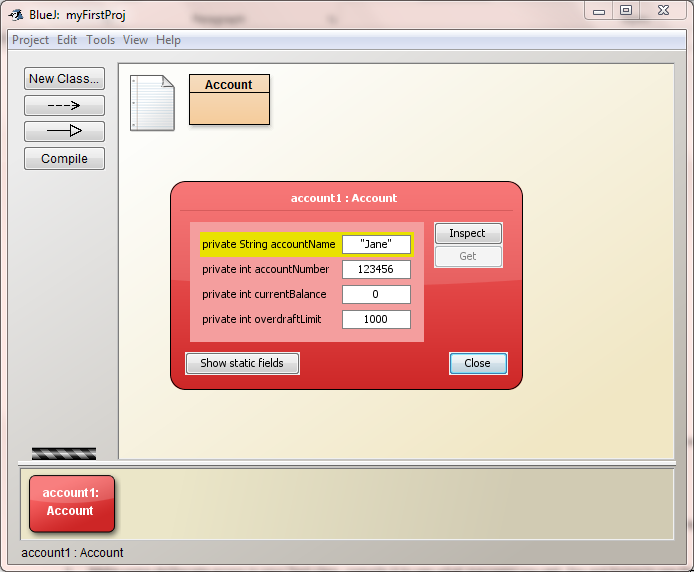 BlueJ: myFirstProj
Project Edit Tools View Help
New Class...
Compile
Account
account1 : Account
private String accountName "Jane"
private int accountNumber 123456
private int currentBalance 0
private int overdraftLimit 1000
Inspect
Get
Show static fields
Close
account1:
Account
account1 : Account